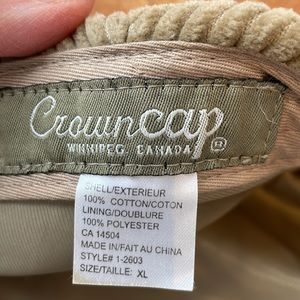 Crowncap
WINNIPEG, CANADA ®
SHELL/EXTERIEUR
100% COTTON/COTON
LINING/DOUBLURE
100% POLYESTER
CA 14504
MADE IN/FAIT AU CHINA
STYLE# 1-2603
SIZE/TAILLE: XL